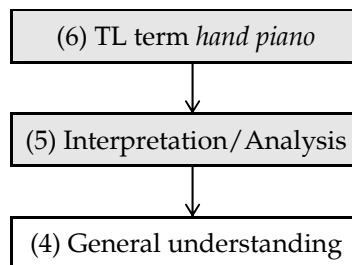 (6) TL term hand piano
(5) Interpretation/Analysis
(4) General understanding